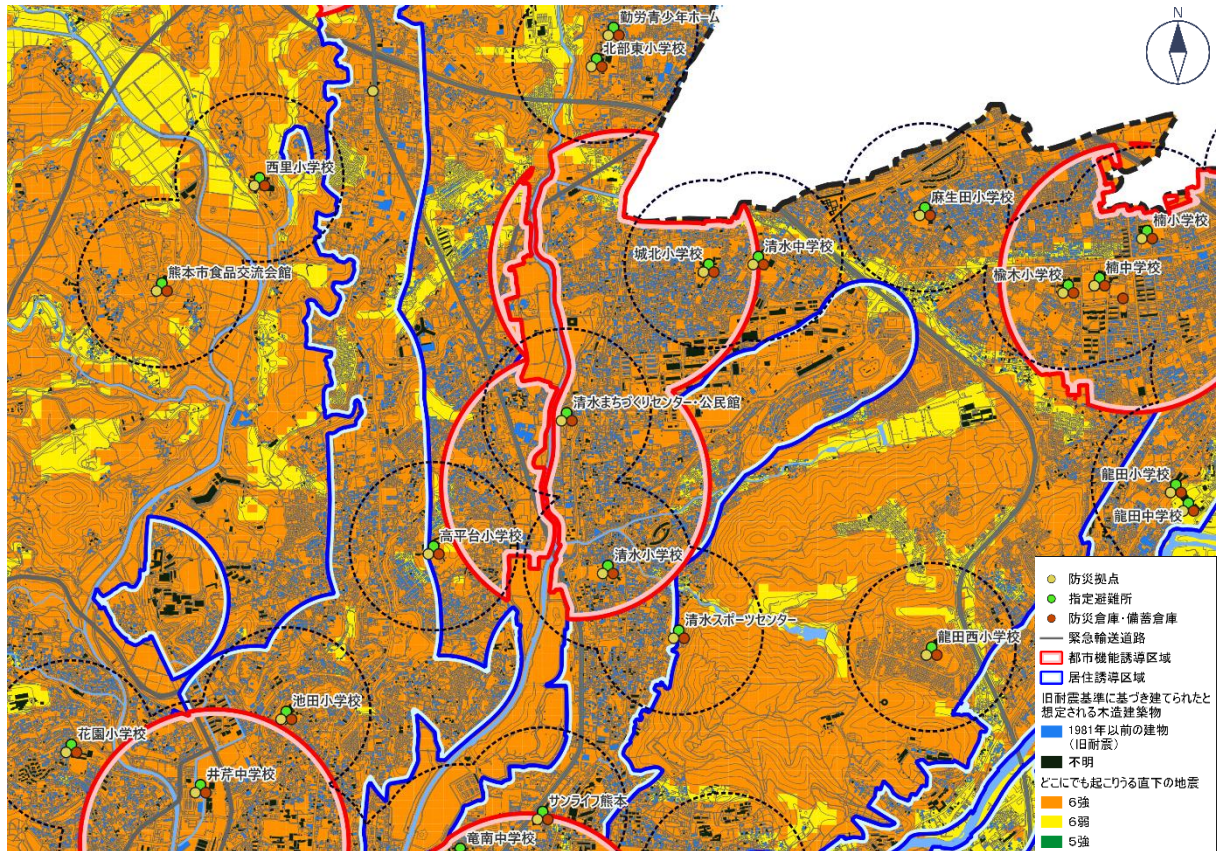 勤労青少年ホーム
北部東小学校
N
西里小学校
麻生田小学校
楠小学校
城北小学校
清水中学校
熊本市食品交流会館
楡木小学校
楠中学校
清水まちづくりセンター・公民館
龍田小学校
龍田中学校
高平台小学校
清水小学校
清水スポーツセンター
龍田西小学校
池田小学校
花園小学校
井芹中学校
サンライフ熊本
竜南中学校
防災拠点
指定避難所
防災倉庫・備蓄倉庫
緊急輸送道路
都市機能誘導区域
居住誘導区域
旧耐震基準に基づき建てられたと
想定される木造建築物
1981年以前の建物
（旧耐震）
不明
どこにでも起こりうる直下の地震
6強
6弱
5強